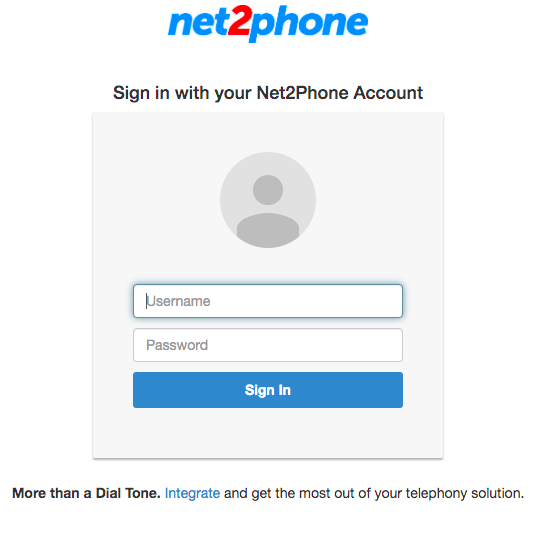 net2phone
Sign in with your Net2Phone Account
Username
Password
Sign In
More than a Dial Tone. Integrate and get the most out of your telephony solution.